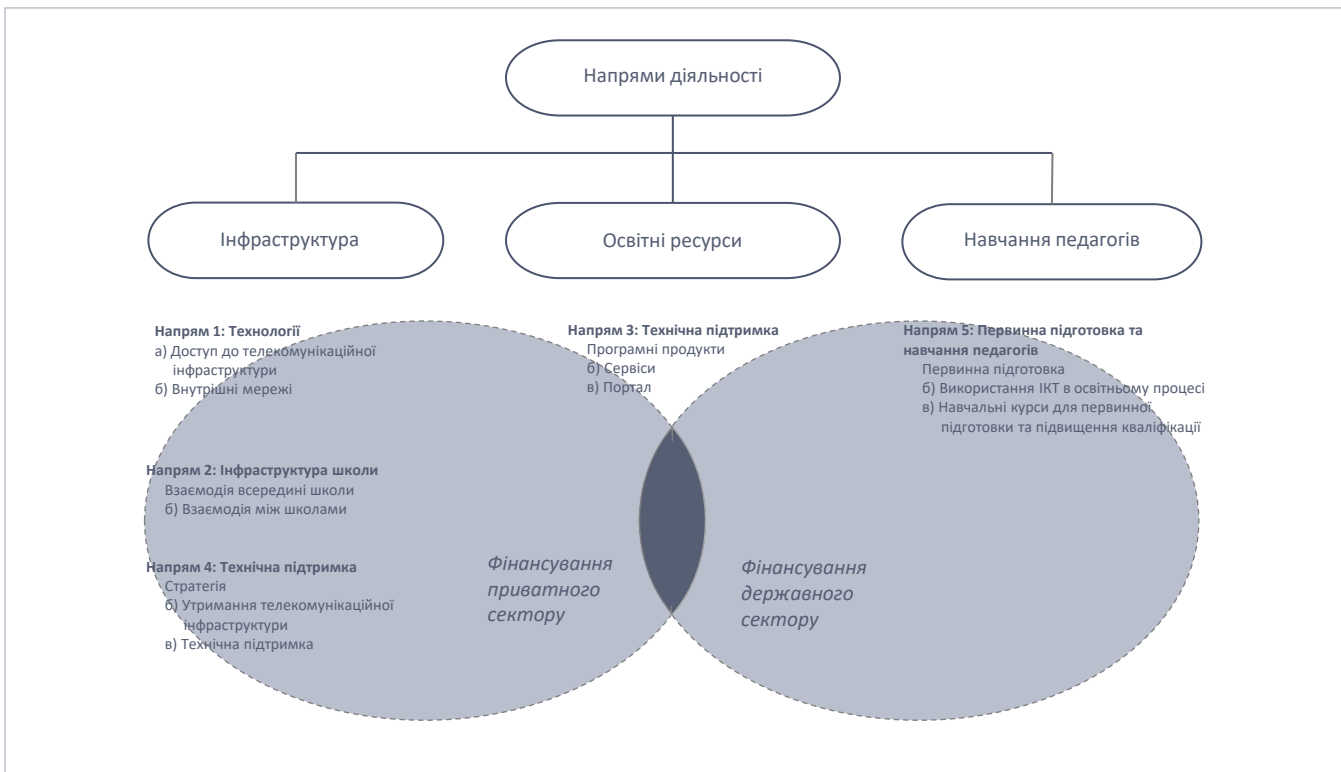 Напрями діяльності
Інфраструктура
Освітні ресурси
Навчання педагогів
Напрям 1: Технології
а) Доступ до телекомунікаційної
інфраструктури
б) Внутрішні мережі
Напрям 2: Інфраструктура школи
Взаємодія всередині школи
б) Взаємодія між школами
Напрям 4: Технічна підтримка
Стратегія
б) Утримання телекомунікаційної
інфраструктури
в) Технічна підтримка
Напрям 3: Технічна підтримка
Програмні продукти
б) Сервіси
в) Портал
Напрям 5: Первинна підготовка та
навчання педагогів
Первинна підготовка
б) Використання ІКТ в освітньому процесі
в) Навчальні курси для первинної
підготовки та підвищення кваліфікації
Фінансування
приватного
сектору
Фінансування
державного
сектору